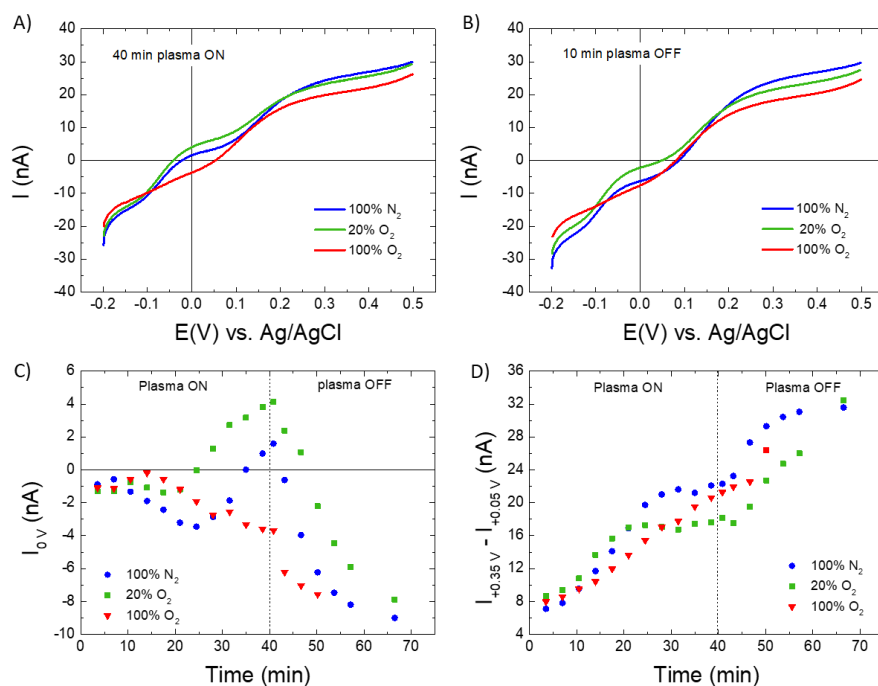 A)
40 min plasma ON
I (nA)
40
30
20
10
0
-10
-20
-30
-40
100% N₂
20% O₂
100% O₂
-0.2 -0.1 0.0 0.1 0.2 0.3 0.4 0.5
E(V) vs. Ag/AgCl
B)
10 min plasma OFF
I (nA)
40
30
20
10
0
-10
-20
-30
-40
100% N₂
20% O₂
100% O₂
-0.2 -0.1 0.0 0.1 0.2 0.3 0.4 0.5
E(V) vs. Ag/AgCl
C)
Plasma ON plasma OFF
I₀ V (nA)
6
4
2
0
-2
-4
-6
-8
-10
100% N₂
20% O₂
100% O₂
0 10 20 30 40 50 60 70
Time (min)
D)
Plasma ON Plasma OFF
I+0.35 V - I+0.05 V
(nA)
36
32
28
24
20
16
12
8
4
100% N₂
20% O₂
100% O₂
0 10 20 30 40 50 60 70
Time (min)